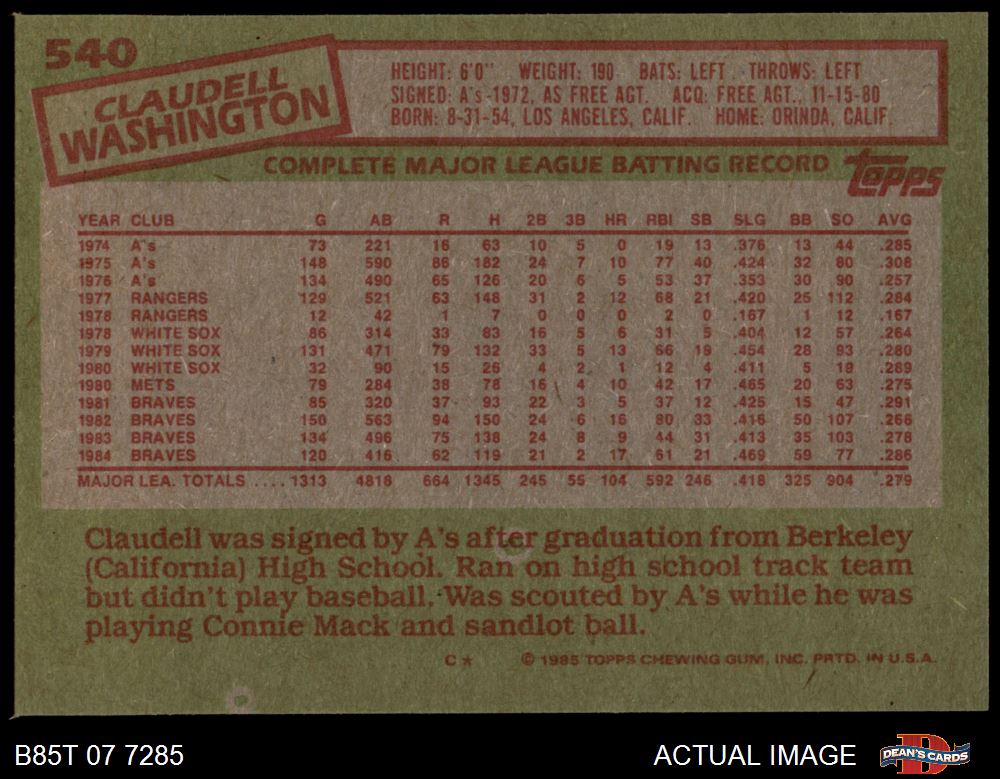 540
CLAUDELL
WASHINGTON
HEIGHT: 6'0" WEIGHT: 190 BATS: LEFT THROWS: LEFT
SIGNED: A's-1972, AS FREE AGT. ACQ: FREE AGT., 11-15-80
BORN: 8-31-54, LOS ANGELES, CALIF. HOME: ORINDA, CALIF.
COMPLETE MAJOR LEAGUE BATTING RECORD
Topps
YEAR CLUB G AB R H 2B 3B HR RBI SB SLG BB SO AVG
1974 A's 73 221 16 63 10 5 0 19 13 .376 13 44 .285
1975 A's 148 590 86 182 24 7 10 77 40 .424 32 80 .308
1976 A's 134 490 65 126 20 6 5 53 37 .353 30 90 .257
1977 RANGERS 129 521 63 148 31 2 12 68 21 .420 25 112 .284
1978 RANGERS 12 42 1 7 0 0 0 2 0 .167 1 12 .167
1978 WHITE SOX 86 314 33 83 16 5 6 31 5 .404 12 57 .264
1979 WHITE SOX 131 471 79 132 33 5 13 66 19 .454 28 93 .280
1980 WHITE SOX 32 90 15 26 4 2 1 12 4 .411 5 19 .289
1980 METS 79 284 38 78 16 4 10 42 17 .465 20 63 .275
1981 BRAVES 85 320 37 93 22 3 5 37 12 .425 15 47 .291
1982 BRAVES 150 563 94 150 24 6 16 80 33 .416 50 107 .266
1983 BRAVES 134 496 75 138 24 8 9 44 31 .413 35 103 .278
1984 BRAVES 120 416 62 119 21 2 17 61 21 .469 59 77 .286
MAJOR LEA. TOTALS .... 1313 4818 664 1345 245 55 104 592 246 .418 325 904 .279
Claudell was signed by A's after graduation from Berkeley
(California) High School. Ran on high school track team
but didn't play baseball. Was scouted by A's while he was
playing Connie Mack and sandlot ball.
C* © 1985 TOPPS CHEWING GUM, INC. PRTD. IN U.S.A.
B85T 07 7285 ACTUAL IMAGE DEAN'S CARDS